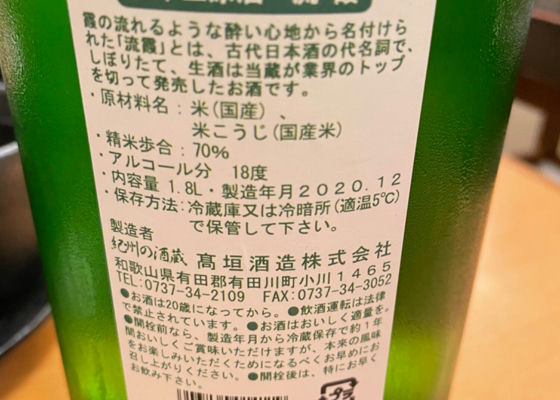 霞の流れるような酔い心地から名付けら
れた「流霞」とは、古代日本酒の代名詞で、
しぼりたて、生酒は当蔵が業界のトップ
を切って発売したお酒です。
・原材料名：米(国産)、
米こうじ(国産米)
・精米歩合：70%
・アルコール分 18度
・内容量 1.8L・製造年月2020.12
・保存方法:冷蔵庫又は冷暗所(適温5℃)
で保管して下さい。
製造者
紀州の酒蔵 髙垣酒造株式会社
和歌山県有田郡有田川町小川1465
TEL:0737-34-2109 FAX:0737-34-3052
●お酒は20歳になってから。●飲酒運転は法律
で禁止されています。●お酒はおいしく適量を。
●開栓前なら、製造年月から冷蔵保存で約1年
間おいしくご賞味いただけますが、本来の風味
をお楽しみいただくためになるべくお早めにお
召し上がりください。●開栓後は、特にお早く
お飲み下さい。
プラ